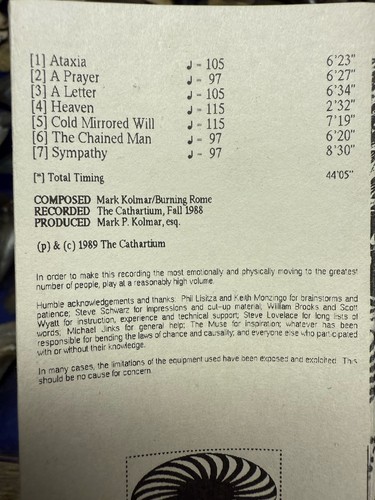 [1] Ataxia ♩ = 105 6'23"
[2] A Prayer ♩ = 97 6'27"
[3] A Letter ♩ = 105 6'34"
[4] Heaven ♩ = 115 2'32"
[5] Cold Mirrored Will ♩ = 115 7'19"
[6] The Chained Man ♩ = 97 6'20"
[7] Sympathy ♩ = 97 8'30"
[*] Total Timing 44'05"
COMPOSED Mark Kolmar/Burning Rome
RECORDED The Cathartium, Fall 1988
PRODUCED Mark P. Kolmar, esq.
(p) & (c) 1989 The Cathartium
In order to make this recording the most emotionally and physically moving to the greatest
number of people, play at a reasonably high volume.
Humble acknowledgements and thanks: Phil Lisitza and Keith Monzingo for brainstorms and
patience; Steve Schwarz for impressions and cut-up material; William Brooks and Scott
Wyatt for instruction, experience and technical support; Steve Lovelace for long lists of
words; Michael Jinks for general help; The Muse for inspiration; whatever has been
responsible for bending the laws of chance and causality; and everyone else who participated
with or without their knowledge.
In many cases, the limitations of the equipment used have been exposed and exploited. This
should be no cause for concern.